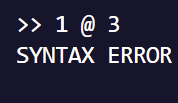 >> 1 @ 3
SYNTAX ERROR